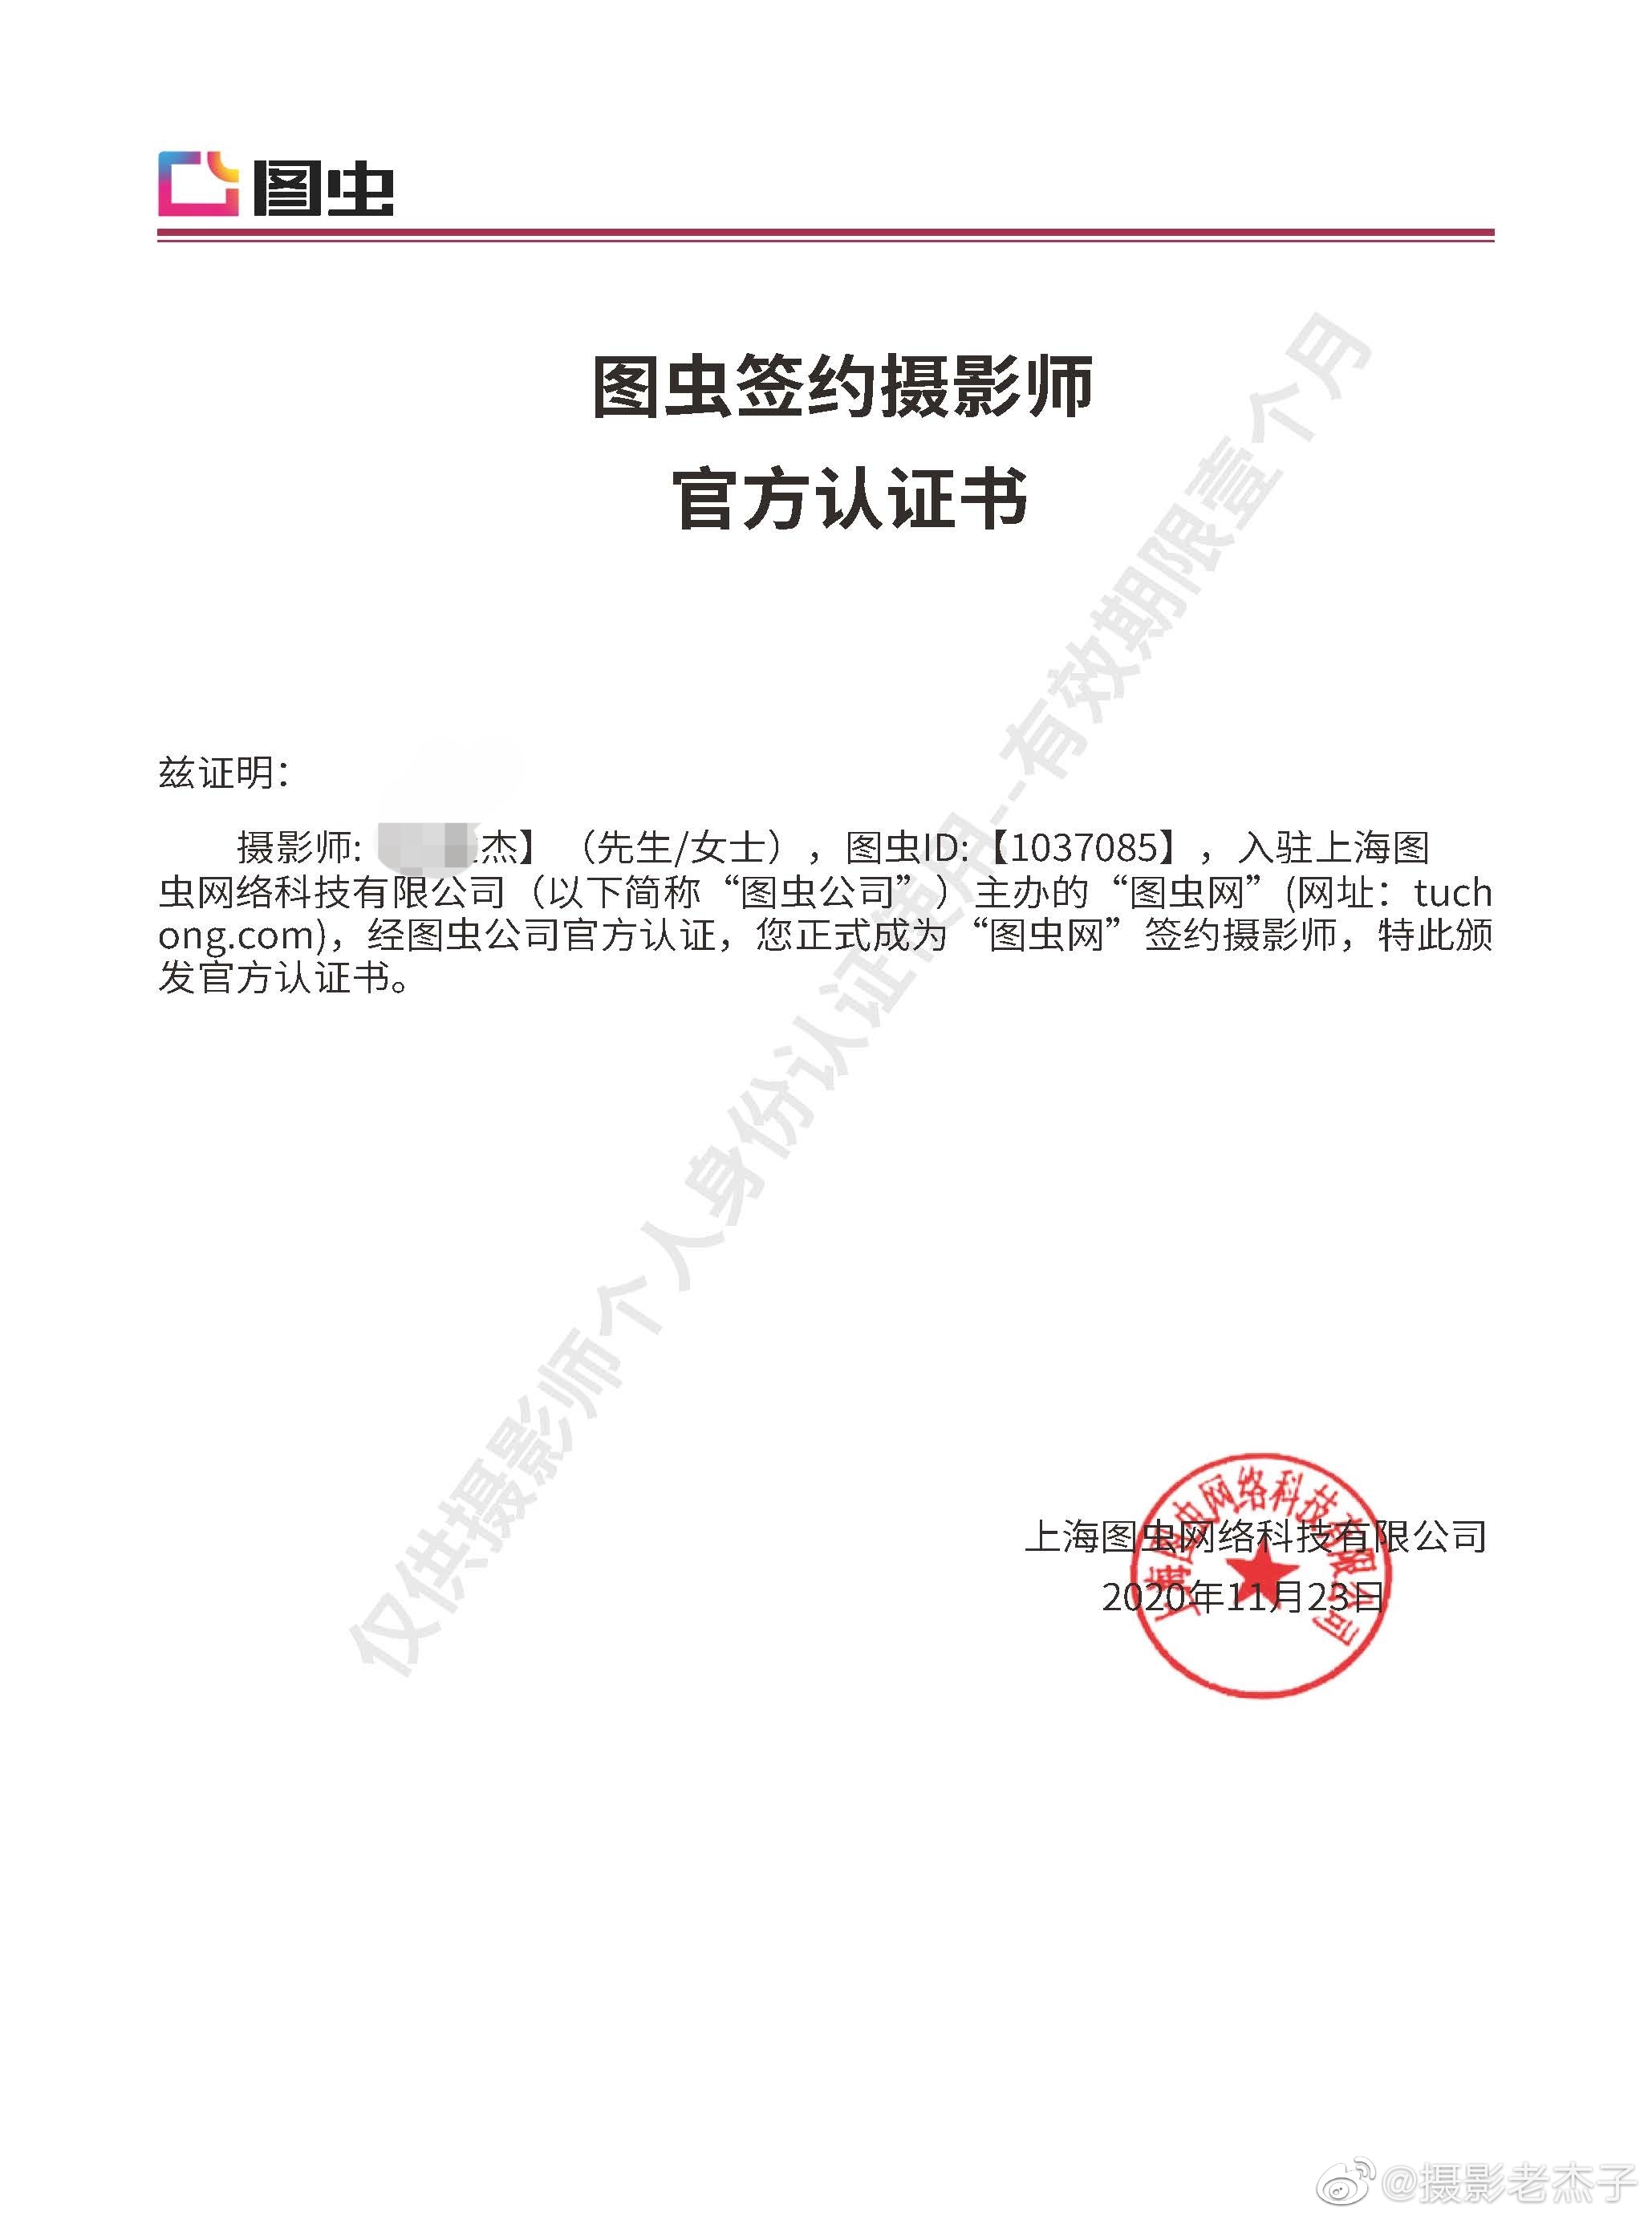 图虫
图虫签约摄影师
官方认证书
兹证明：
摄影师: 杰】（先生/女士），图虫ID:【1037085】，入驻上海图
虫网络科技有限公司（以下简称“图虫公司”）主办的“图虫网”(网址：tuch
ong.com)，经图虫公司官方认证，您正式成为“图虫网”签约摄影师，特此颁
发官方认证书。
仅供摄影师个人身份认证使用--有效期限壹个月
上海图虫网络科技有限公司
2020年11月23日
上海图虫网络科技有限公司
@摄影老杰子